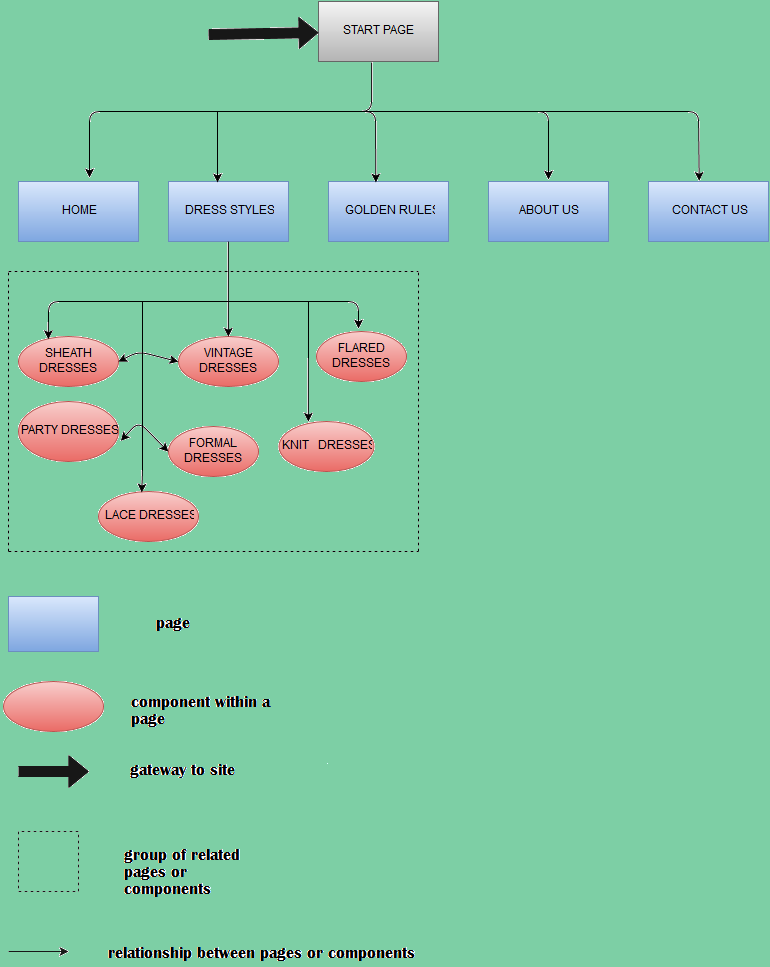 START PAGE
HOME
DRESS STYLES
GOLDEN RULES
ABOUT US
CONTACT US
SHEATH
DRESSES
VINTAGE
DRESSES
FLARED
DRESSES
PARTY DRESSES
FORMAL
DRESSES
KNIT DRESSES
LACE DRESSES
page
component within a
page
gateway to site
group of related
pages or
components
relationship between pages or components